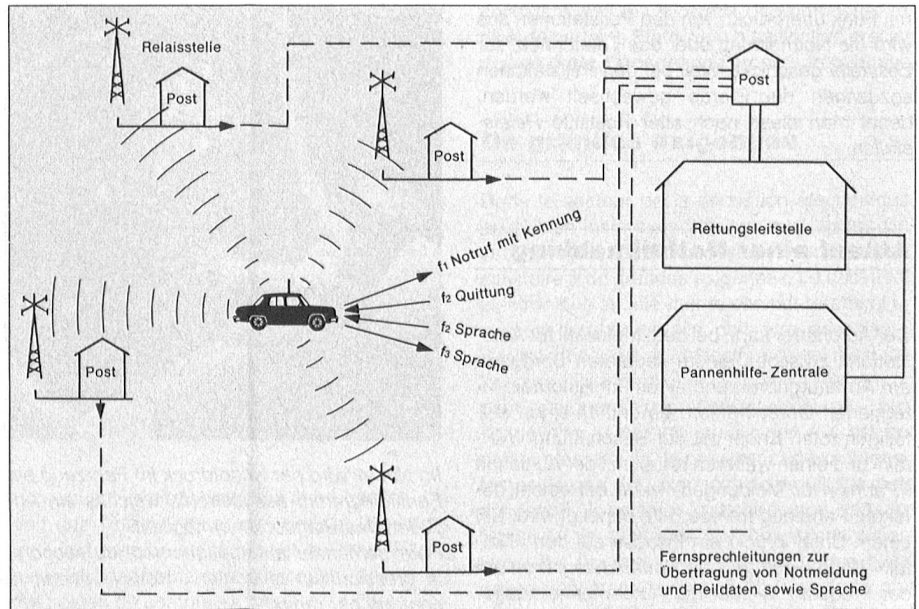 Relaisstelle
Post
Post
Post
Rettungsleitstelle
f1 Notruf mit Kennung
f2 Quittung
f2 Sprache
f3 Sprache
Post
Pannenhilfe-Zentrale
Post
Fernsprechleitungen zur
Übertragung von Notmeldung
und Peildaten sowie Sprache